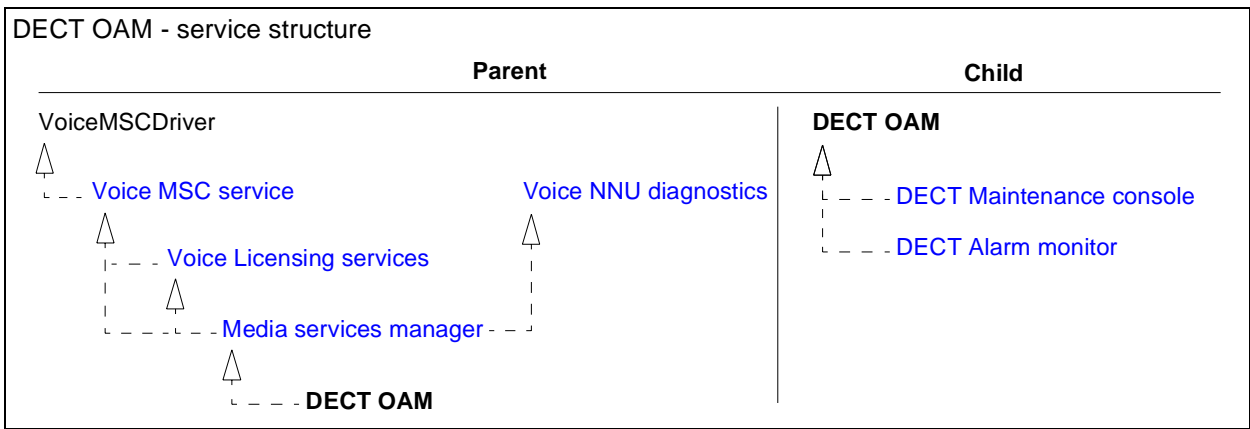 DECT OAM - service structure
Parent Child
VoiceMSCDriver DECT OAM
Voice MSC service Voice NNU diagnostics DECT Maintenance console
DECT Alarm monitor
Voice Licensing services
Media services manager
DECT OAM